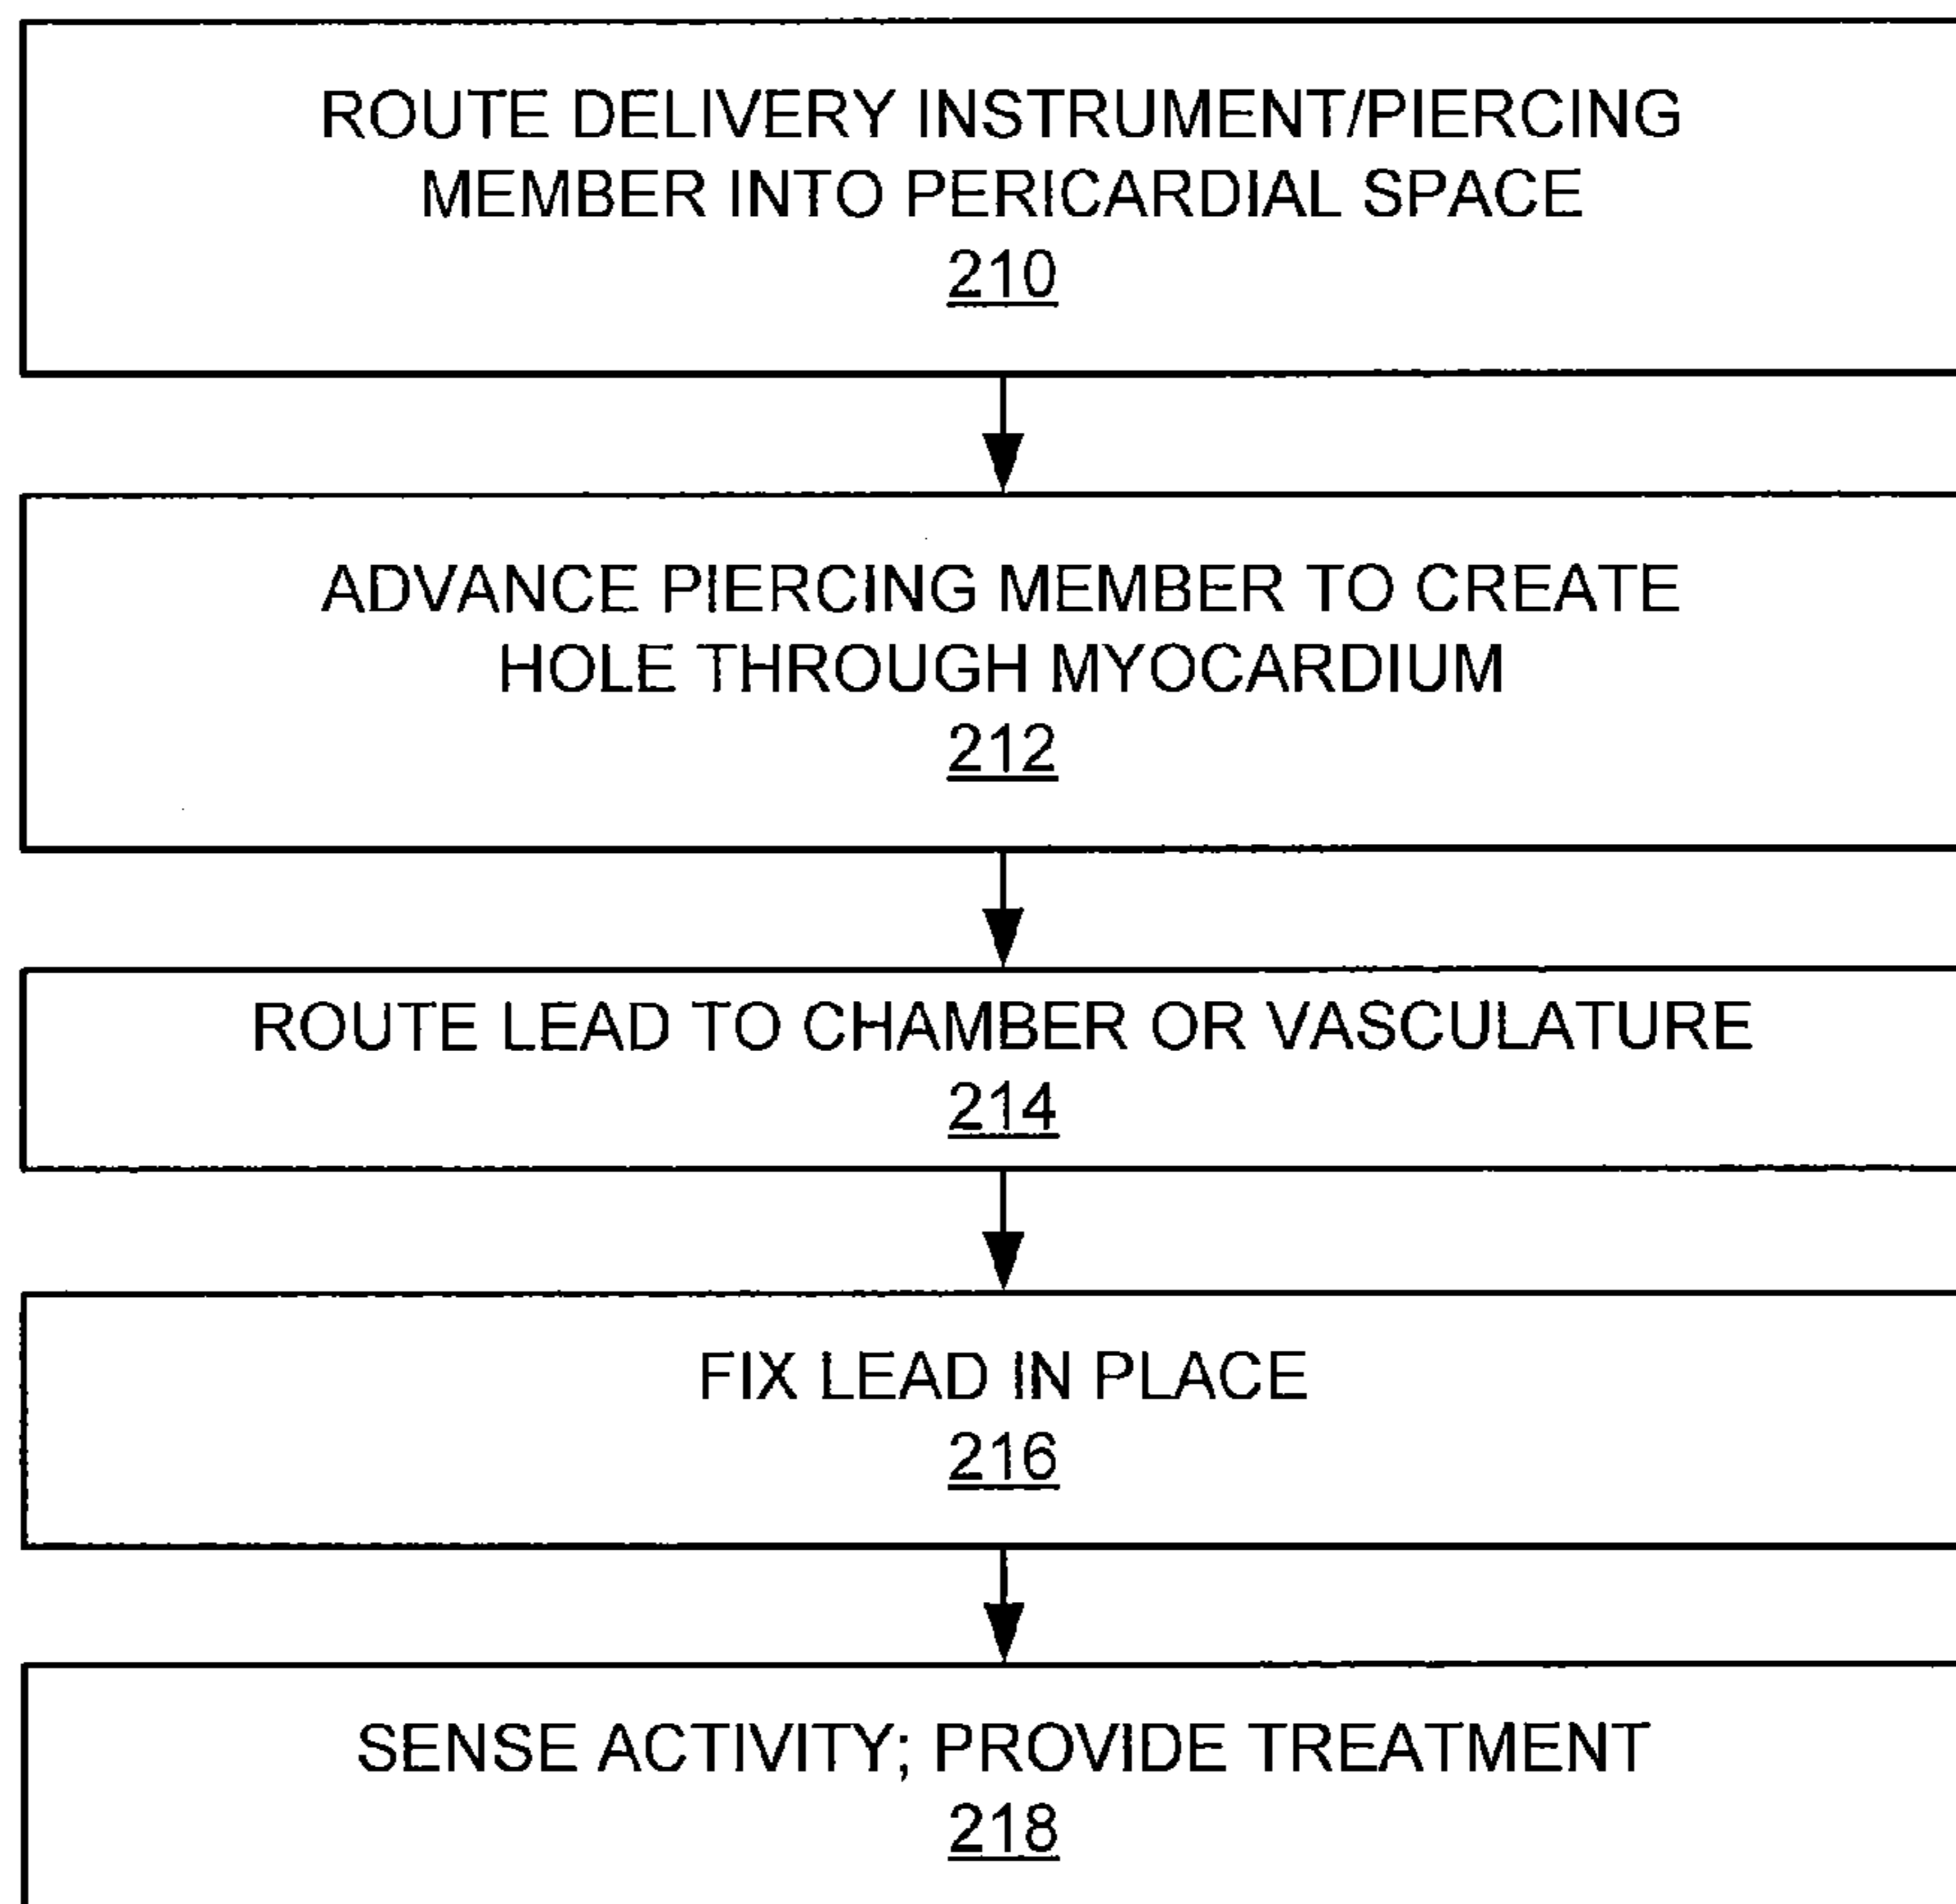 ROUTE DELIVERY INSTRUMENT/PIERCING
MEMBER INTO PERICARDIAL SPACE
210
ADVANCE PIERCING MEMBER TO CREATE
HOLE THROUGH MYOCARDIUM
212
ROUTE LEAD TO CHAMBER OR VASCULATURE
214
FIX LEAD IN PLACE
216
SENSE ACTIVITY; PROVIDE TREATMENT
218